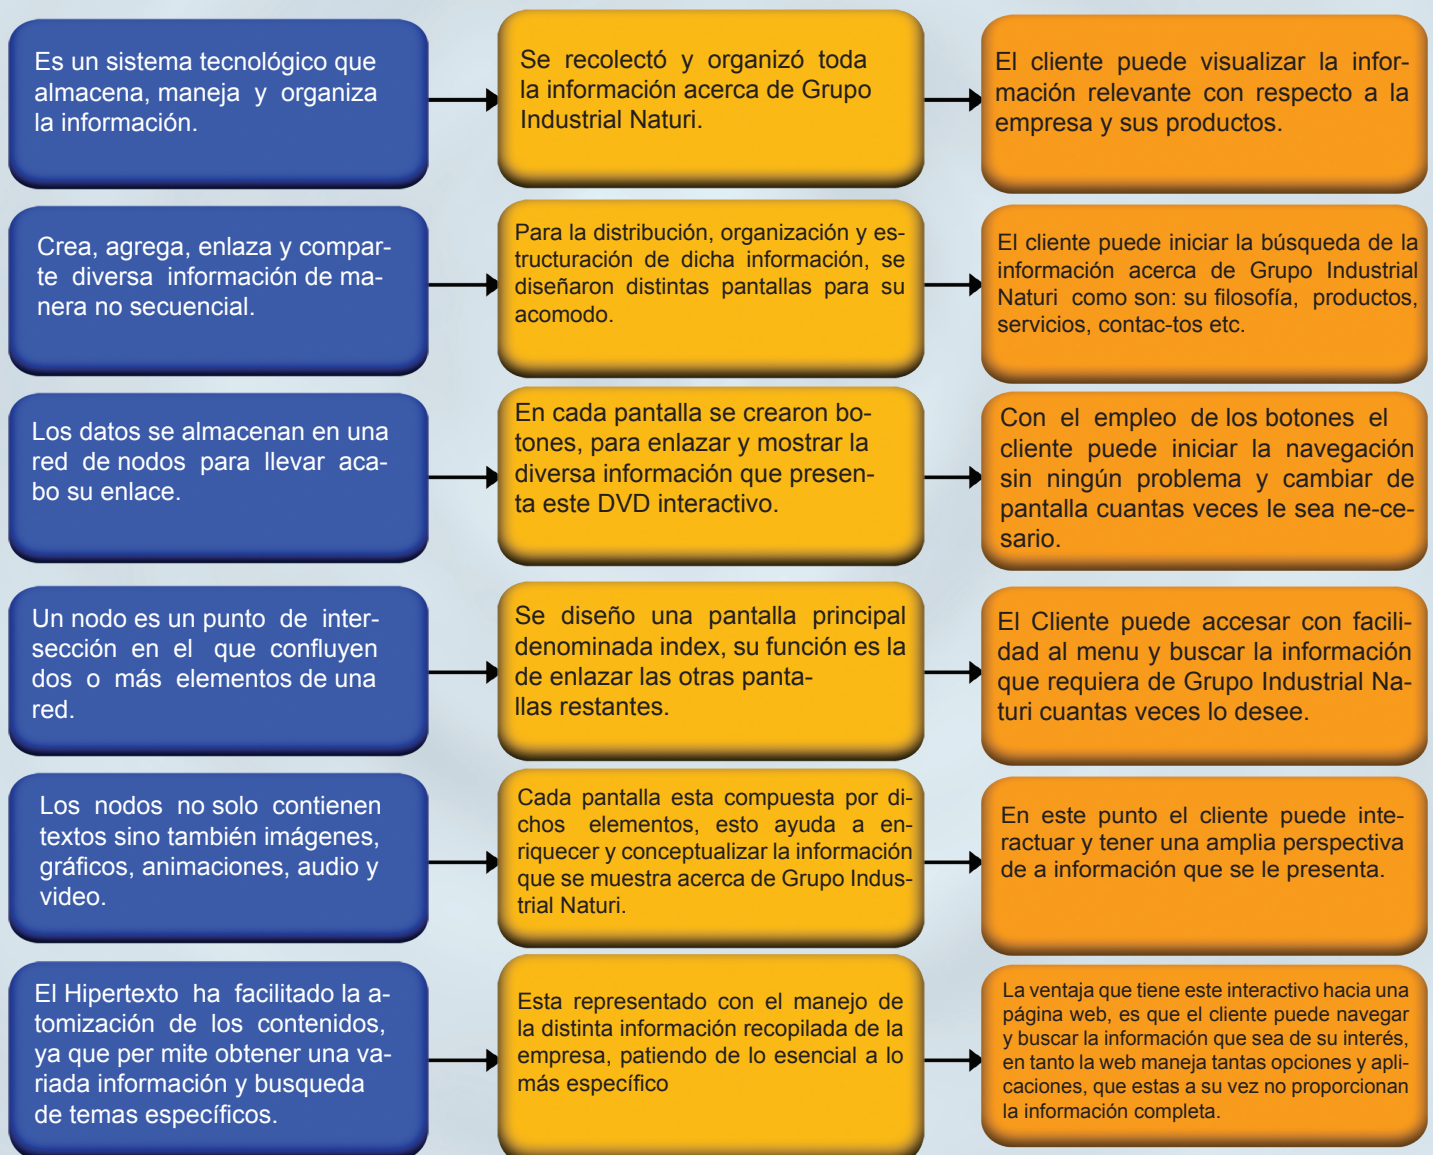 Es un sistema tecnológico que
almacena, maneja y organiza
la información.
Se recolectó y organizó toda
la información acerca de Grupo
Industrial Naturi.
El cliente puede visualizar la infor-
mación relevante con respecto a la
empresa y sus productos.
Crea, agrega, enlaza y compar-
te diversa información de ma-
nera no secuencial.
Para la distribución, organización y es-
tructuración de dicha información, se
diseñaron distintas pantallas para su
acomodo.
El cliente puede iniciar la búsqueda de la
información acerca de Grupo Industrial
Naturi como son: su filosofía, productos,
servicios, contac-tos etc.
Los datos se almacenan en una
red de nodos para llevar aca-
bo su enlace.
En cada pantalla se crearon bo-
tones, para enlazar y mostrar la
diversa información que presen-
ta este DVD interactivo.
Con el empleo de los botones el
cliente puede iniciar la navegación
sin ningún problema y cambiar de
pantalla cuantas veces le sea ne-ce-
sario.
Un nodo es un punto de inter-
sección en el que confluyen
dos o más elementos de una
red.
Se diseño una pantalla principal
denominada index, su función es la
de enlazar las otras panta-
llas restantes.
El Cliente puede accesar con facili-
dad al menu y buscar la información
que requiera de Grupo Industrial Na-
turi cuantas veces lo desee.
Los nodos no solo contienen
textos sino también imágenes,
gráficos, animaciones, audio y
video.
Cada pantalla esta compuesta por di-
chos elementos, esto ayuda a en-
riquecer y conceptualizar la información
que se muestra acerca de Grupo Indus-
trial Naturi.
En este punto el cliente puede inte-
ractuar y tener una amplia perspectiva
de a información que se le presenta.
El Hipertexto ha facilitado la a-
tomización de los contenidos,
ya que per mite obtener una va-
riada información y busqueda
de temas específicos.
Esta representado con el manejo de
la distinta información recopilada de la
empresa, patiendo de lo esencial a lo
más específico
La ventaja que tiene este interactivo hacia una
página web, es que el cliente puede navegar
y buscar la información que sea de su interés,
en tanto la web maneja tantas opciones y apli-
caciones, que estas a su vez no proporcionan
la información completa.